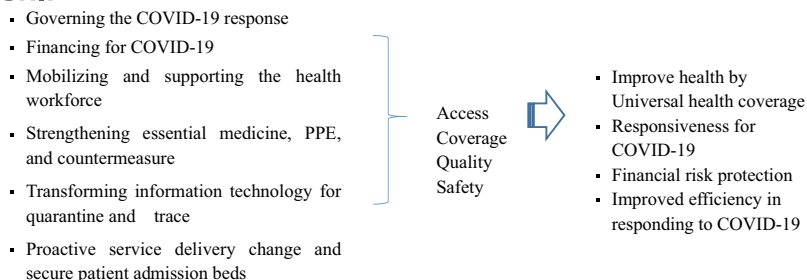 Governing the COVID-19 response
Financing for COVID-19
Mobilizing and supporting the health
workforce
Strengthening essential medicine, PPE,
and countermeasure
Transforming information technology for
quarantine and trace
Proactive service delivery change and
secure patient admission beds
Access
Coverage
Quality
Safety
Improve health by
Universal health coverage
Responsiveness for
COVID-19
Financial risk protection
Improved efficiency in
responding to COVID-19